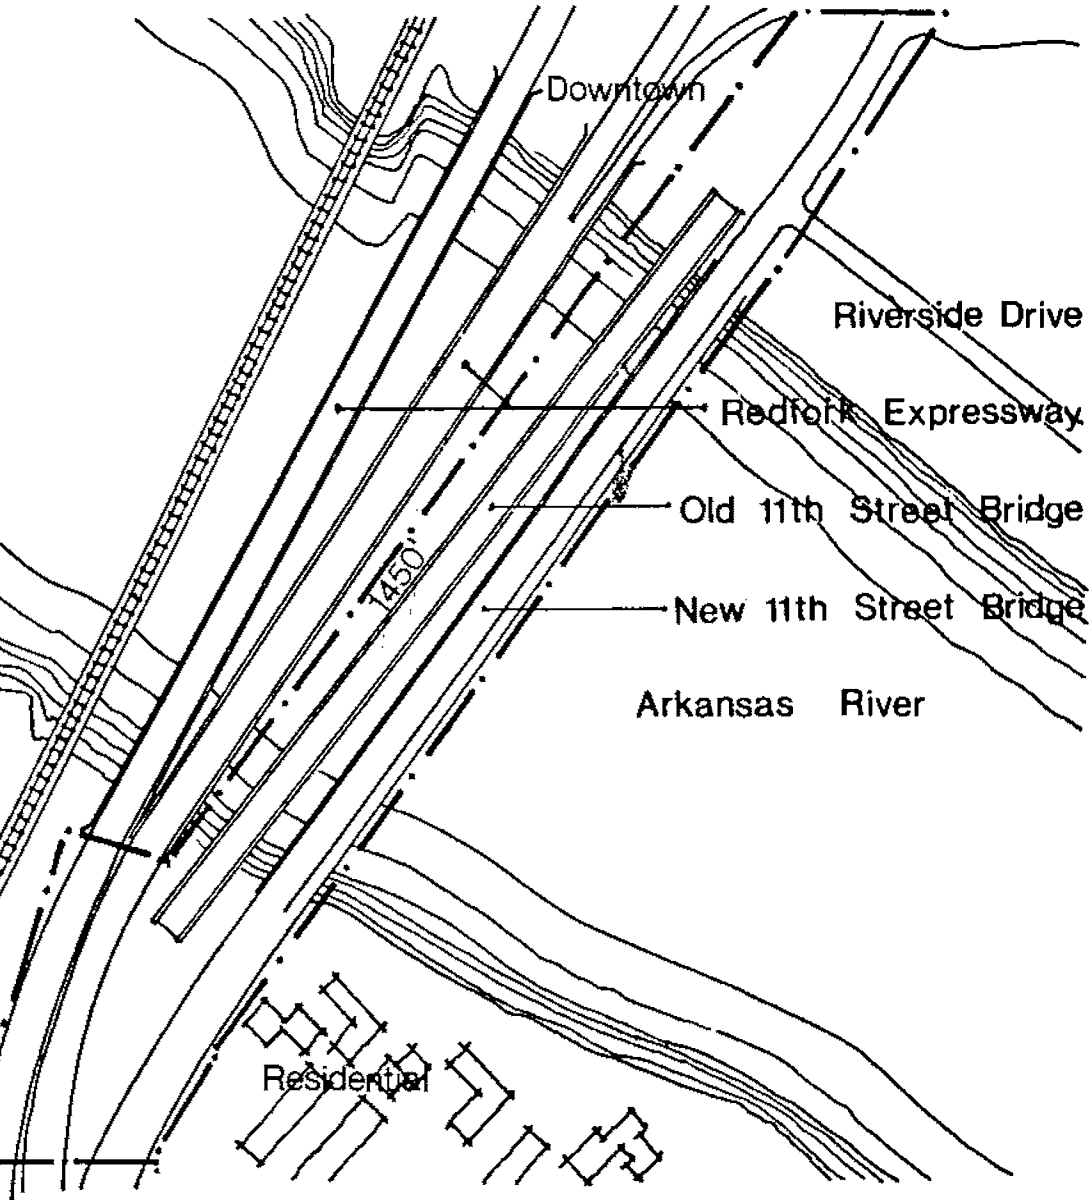 Downtown
Riverside Drive
Redfork Expressway
Old 11th Street Bridge
1450'
New 11th Street Bridge
Arkansas River
Residential